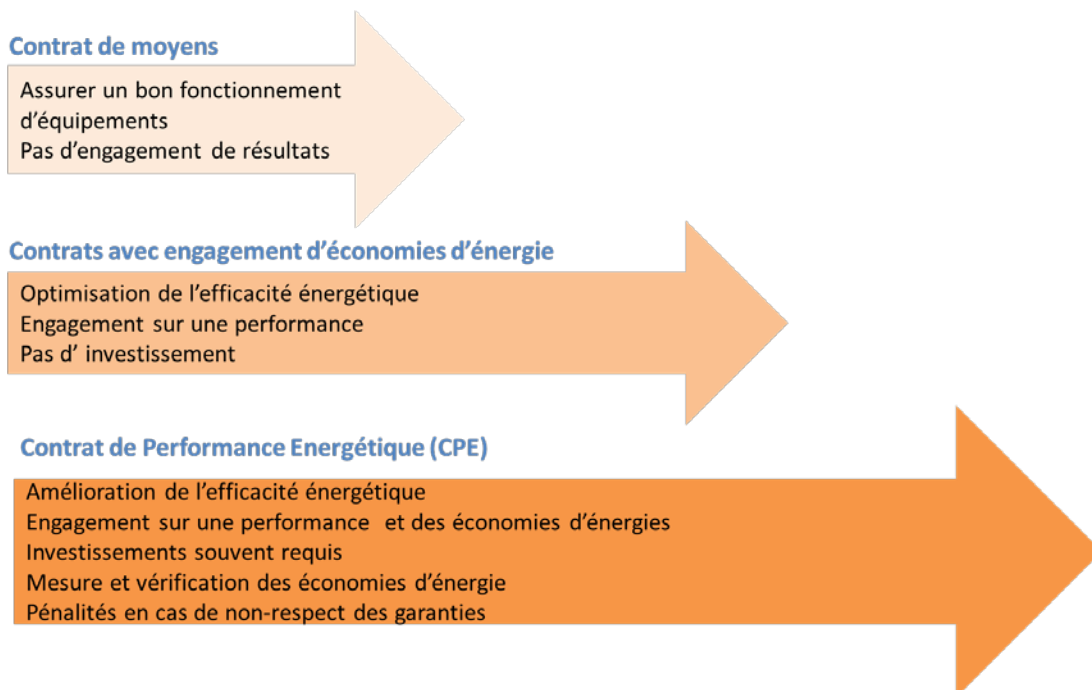 Contrat de moyens
Assurer un bon fonctionnement
d’équipements
Pas d’engagement de résultats
Contrats avec engagement d’économies d’énergie
Optimisation de l’efficacité énergétique
Engagement sur une performance
Pas d’ investissement
Contrat de Performance Energétique (CPE)
Amélioration de l’efficacité énergétique
Engagement sur une performance et des économies d’énergies
Investissements souvent requis
Mesure et vérification des économies d’énergie
Pénalités en cas de non-respect des garanties